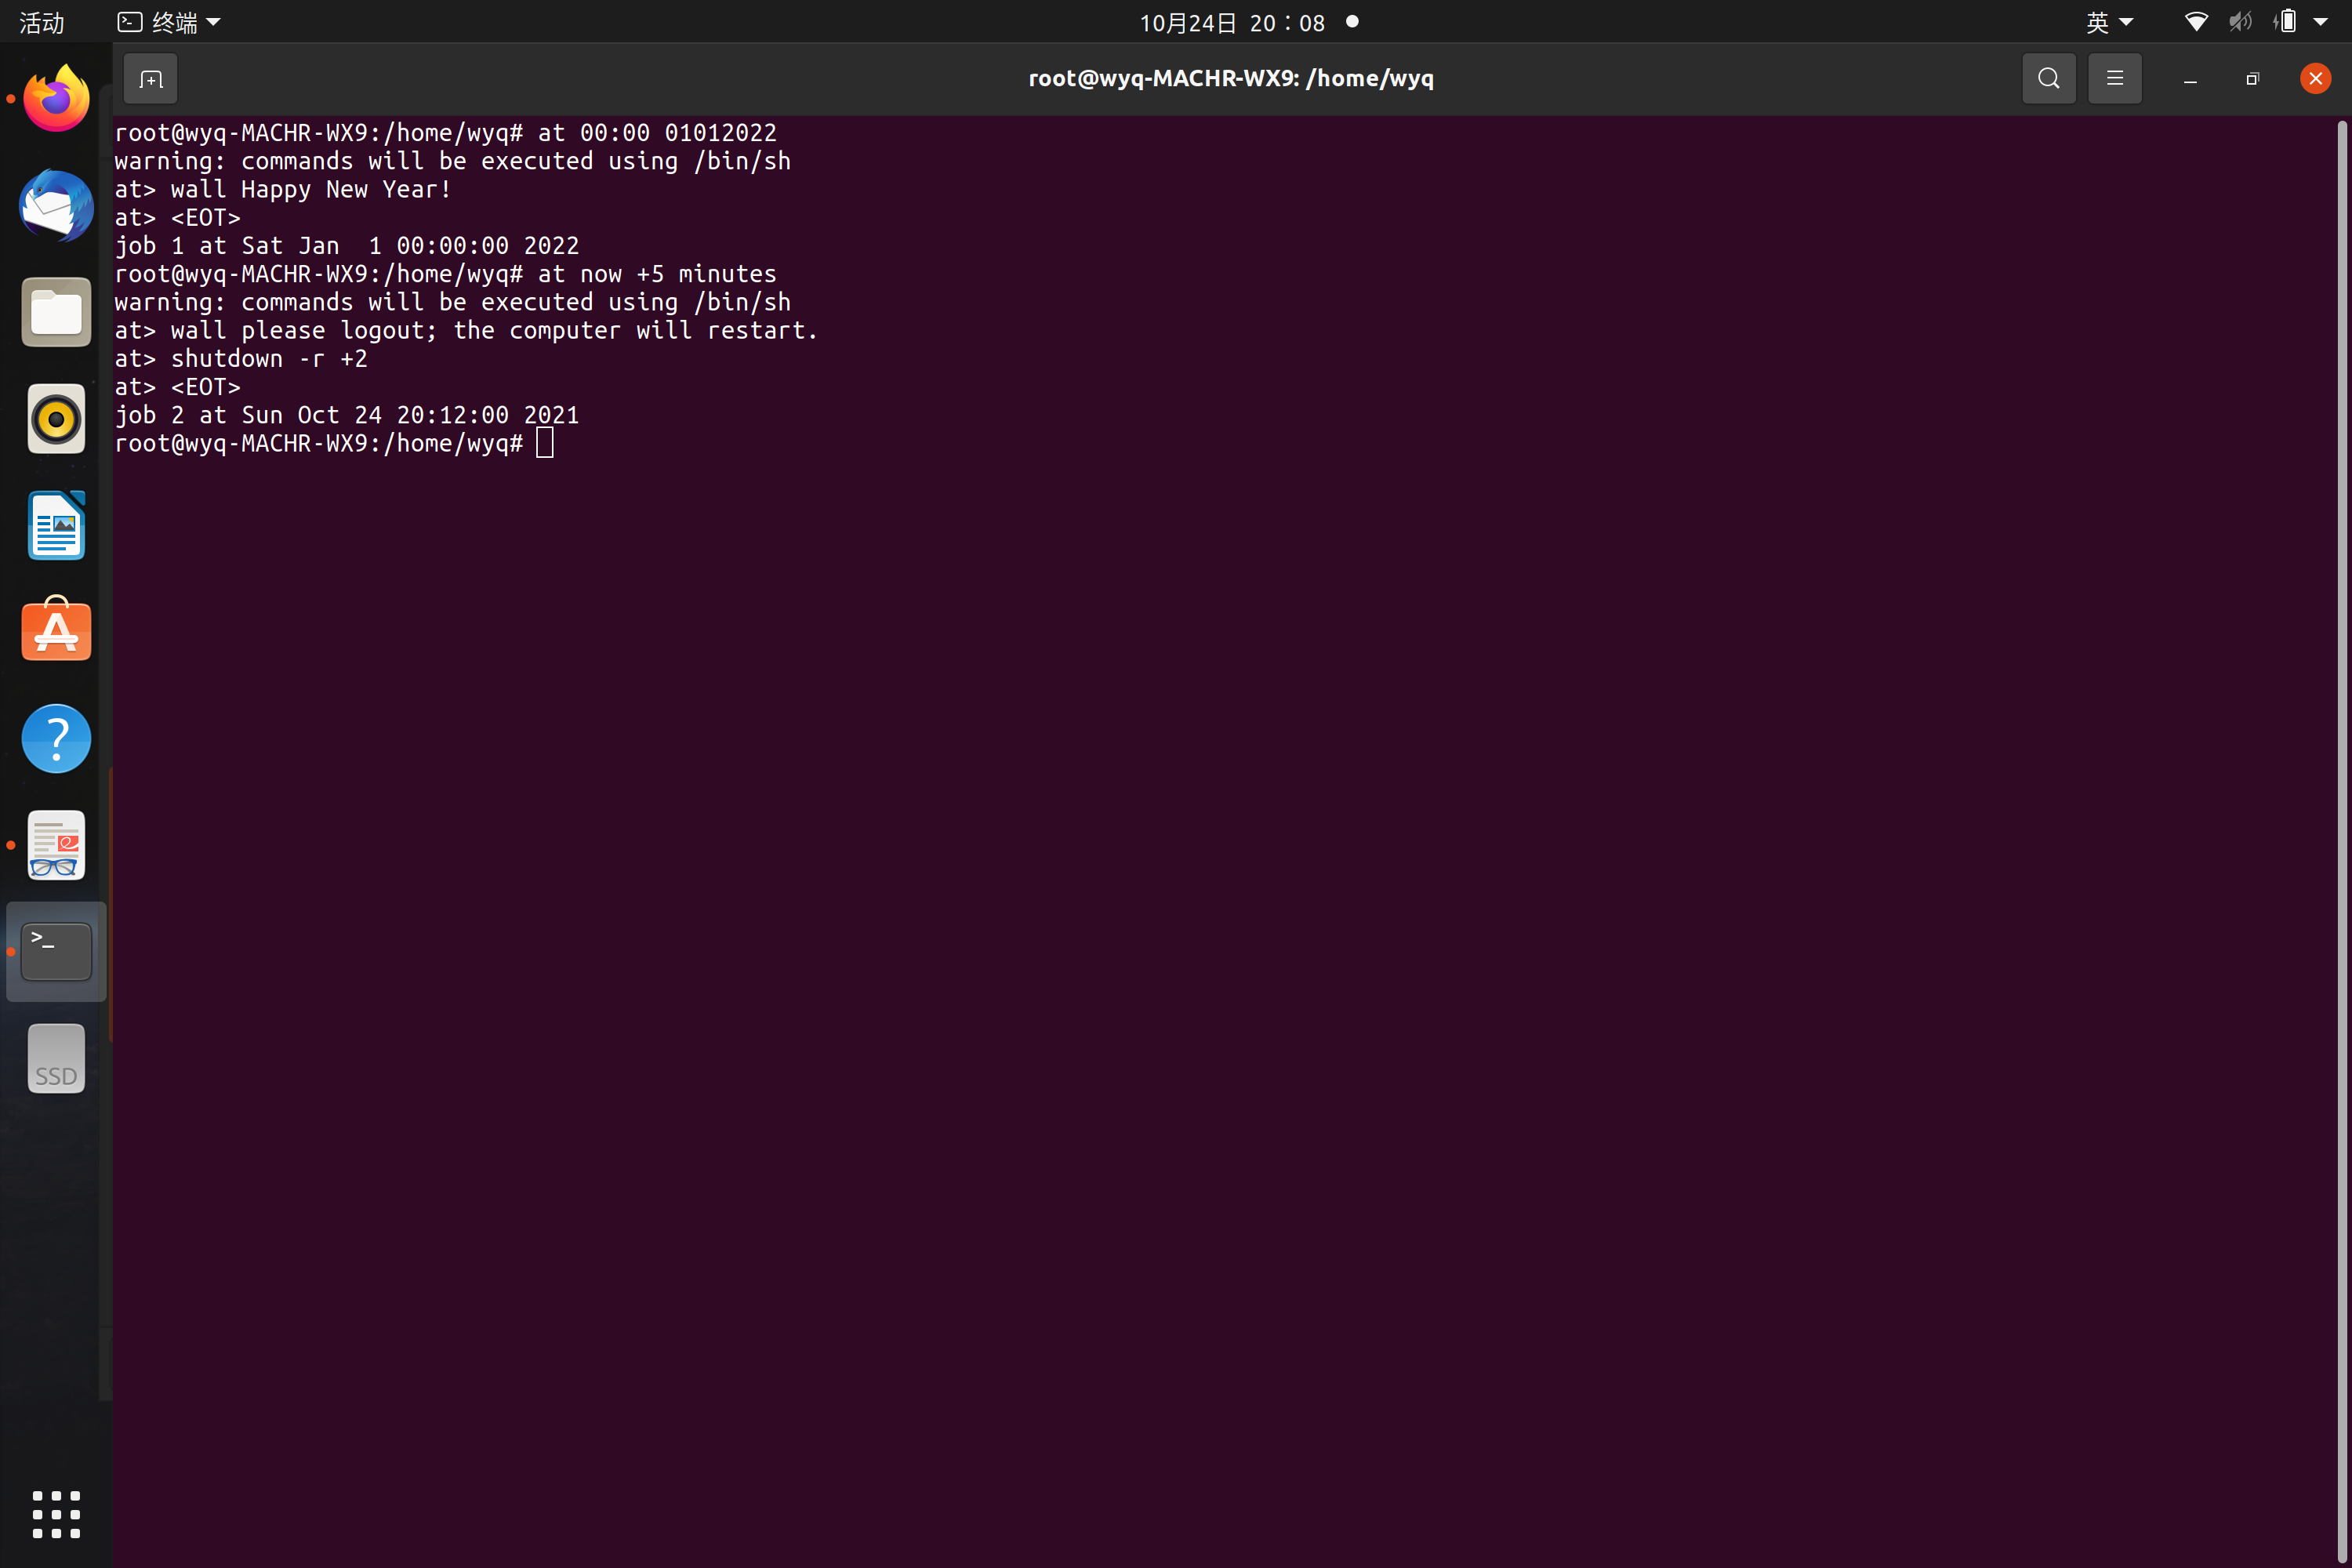 活动
终端
10月24日 20：08
英
root@wyq-MACHR-WX9: /home/wyq
root@wyq-MACHR-WX9:/home/wyq# at 00:00 01012022
warning: commands will be executed using /bin/sh
at> wall Happy New Year!
at> <EOT>
job 1 at Sat Jan  1 00:00:00 2022
root@wyq-MACHR-WX9:/home/wyq# at now +5 minutes
warning: commands will be executed using /bin/sh
at> wall please logout; the computer will restart.
at> shutdown -r +2
at> <EOT>
job 2 at Sun Oct 24 20:12:00 2021
root@wyq-MACHR-WX9:/home/wyq#
SSD